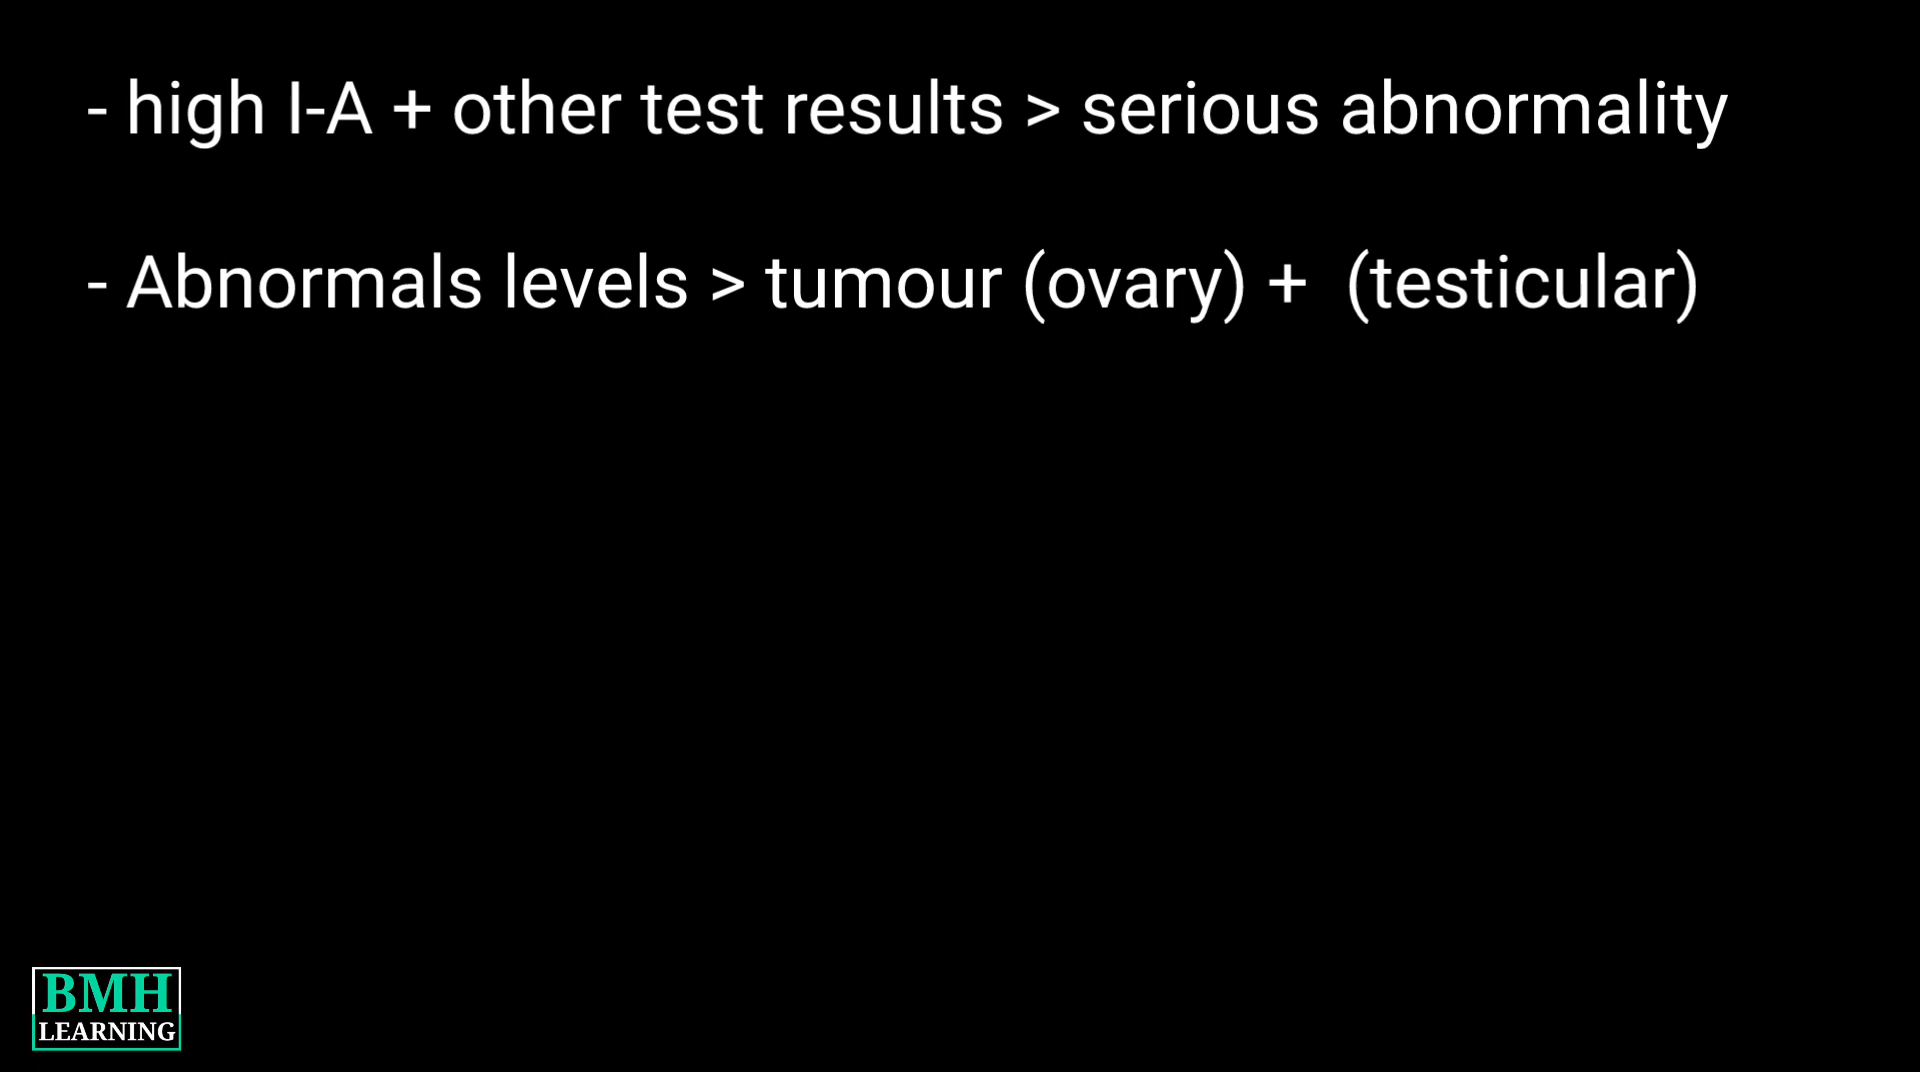 - high I-A + other test results > serious abnormality
- Abnormals levels > tumour (ovary) +  (testicular)
BMH
LEARNING